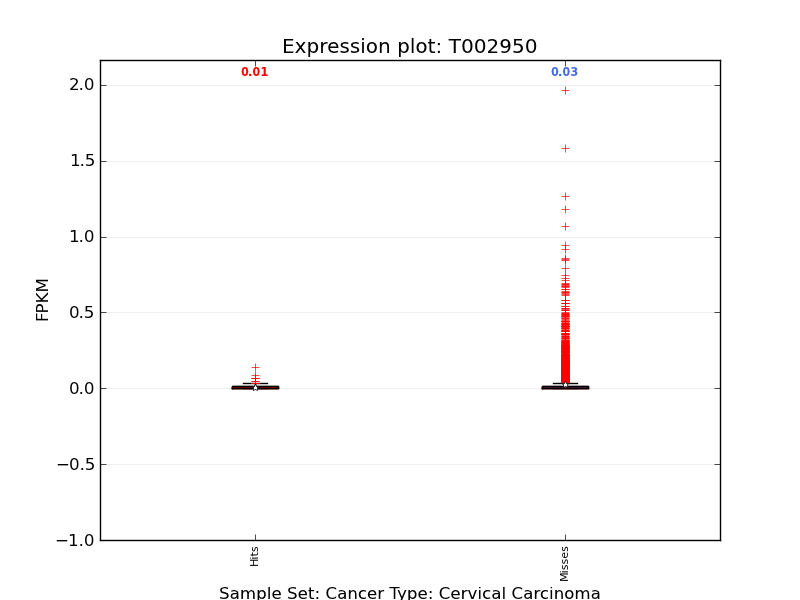 Expression plot: T002950
0.01
0.03
2.0
1.5
1.0
0.5
0.0
−0.5
−1.0
FPKM
Hits
Misses
Sample Set: Cancer Type: Cervical Carcinoma